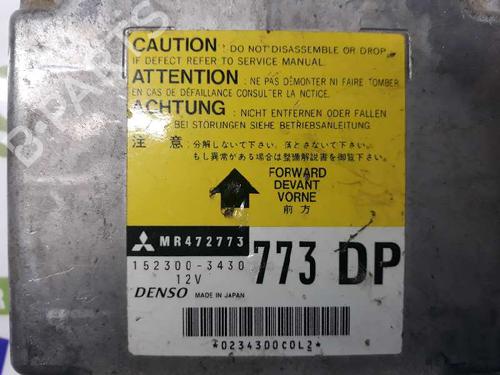 CAUTION : DO NOT DISASSEMBLE OR DROP
IF DEFECT REFER TO SERVICE MANUAL.
ATTENTION : NE PAS DÉMONTER NI FAIRE TOMBER
EN CAS DE DÉFAILLANCE CONSULTER LA NOTICE.
ACHTUNG : NICHT ENTFERNEN ODER FALLEN
BEI STÖRUNGEN SIEHE BETRIEBSANLEITUNG.
注 意 : 分解しないで下さい。落とさないで下さい。
もし異常がある場合は整備解説書を御覧下さい。
FORWARD
DEVANT
VORNE
前 方
MR472773
152300-3430
773 DP
12V
DENSO MADE IN JAPAN
*0234300C0L2*
B-PARTS